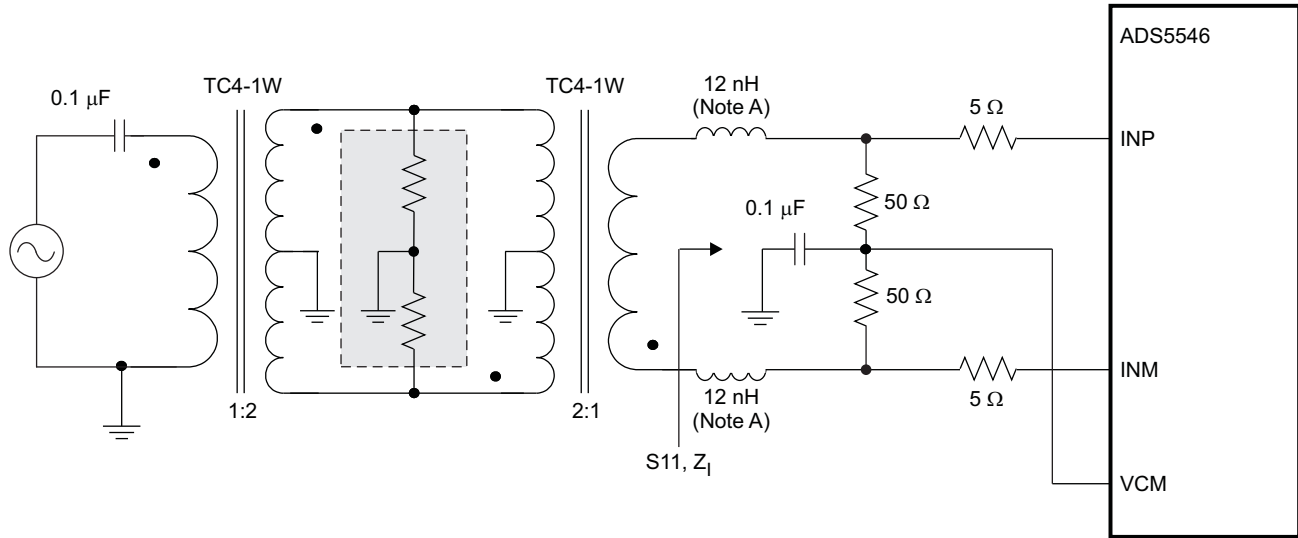 ADS5546
0.1 μF
TC4-1W
TC4-1W
12 nH
(Note A)
5 Ω
INP
50 Ω
0.1 μF
50 Ω
INM
12 nH
(Note A)
5 Ω
1:2
2:1
S11, ZI
VCM